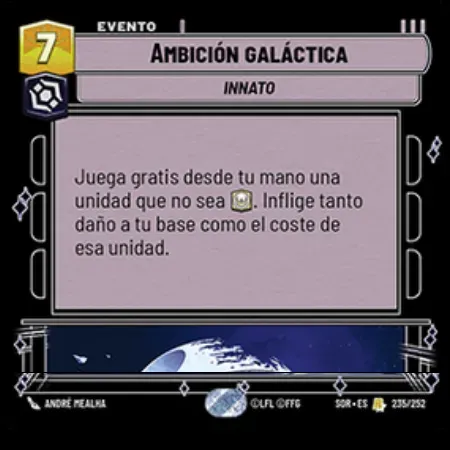 EVENTO
7
AMBICIÓN GALÁCTICA
INNATO
Juega gratis desde tu mano una
unidad que no sea . Inflige tanto
daño a tu base como el coste de
esa unidad.
ANDRÉ MEALHA
©LFL ©FFG
SOR • ES
235/252